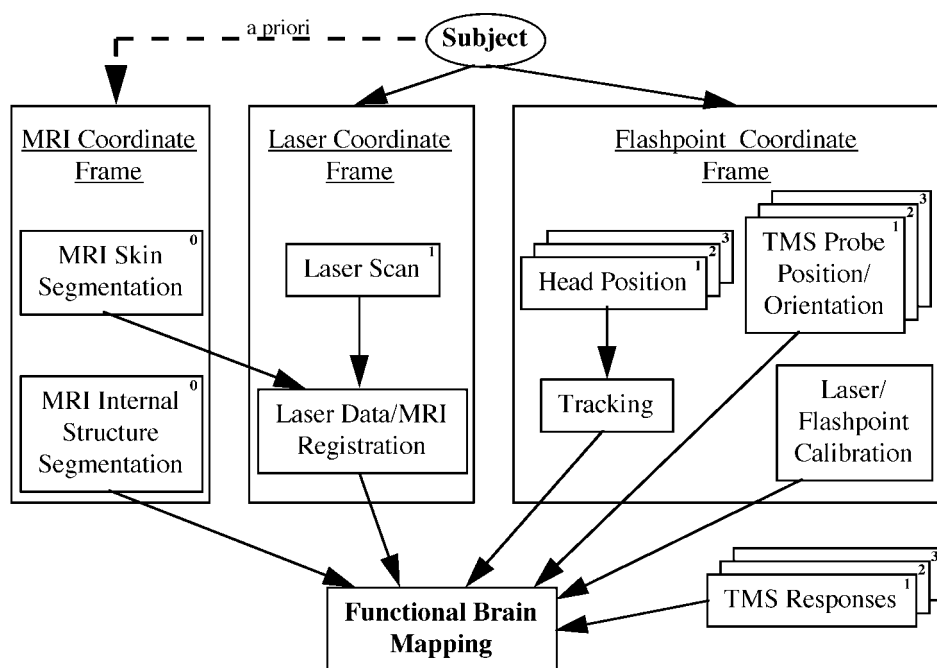 a priori
Subject
MRI Coordinate
Frame
Laser Coordinate
Frame
Flashpoint Coordinate
Frame
0
MRI Skin
Segmentation
1
Laser Scan
3
2
1
Head Position
3
2
1
TMS Probe
Position/
Orientation
0
MRI Internal
Structure
Segmentation
Laser Data/MRI
Registration
Tracking
Laser/
Flashpoint
Calibration
Functional Brain
Mapping
3
2
1
TMS Responses